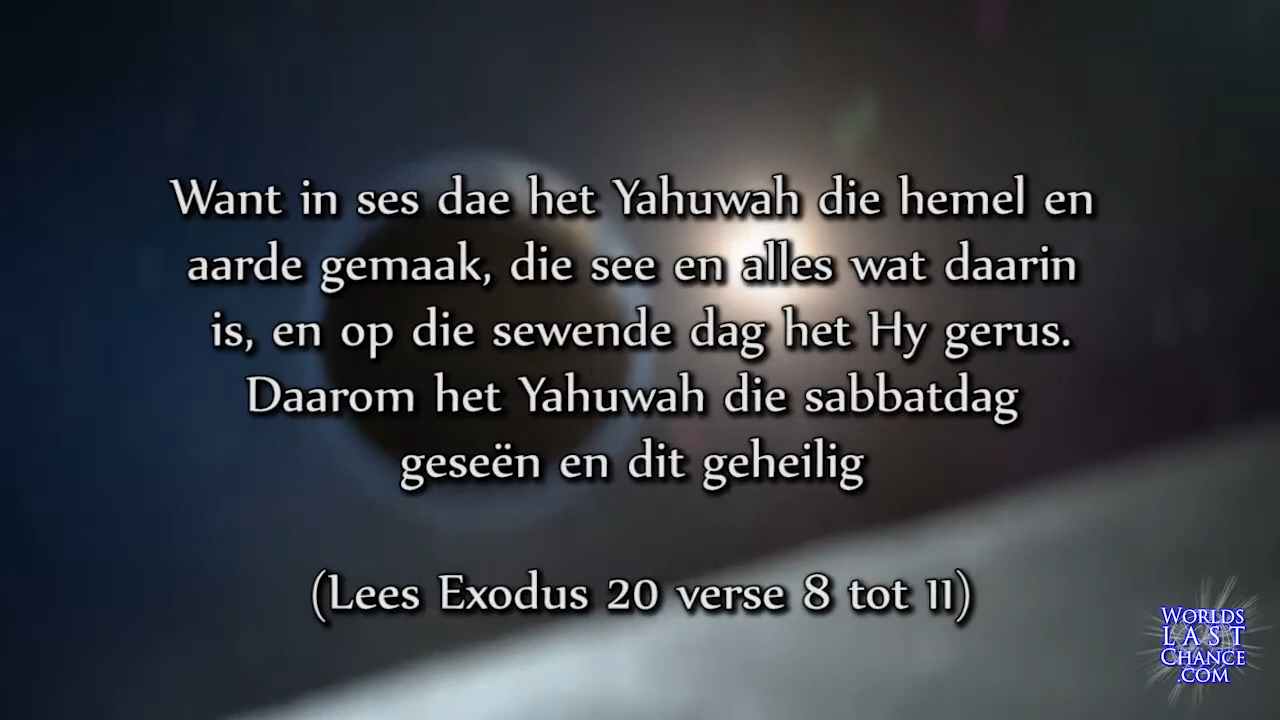 Want in ses dae het Yahuwah die hemel en
aarde gemaak, die see en alles wat daarin
is, en op die sewende dag het Hy gerus.
Daarom het Yahuwah die sabbatdag
geseën en dit geheilig
(Lees Exodus 20 verse 8 tot 11)
WORLDS
LAST
CHANCE
.COM